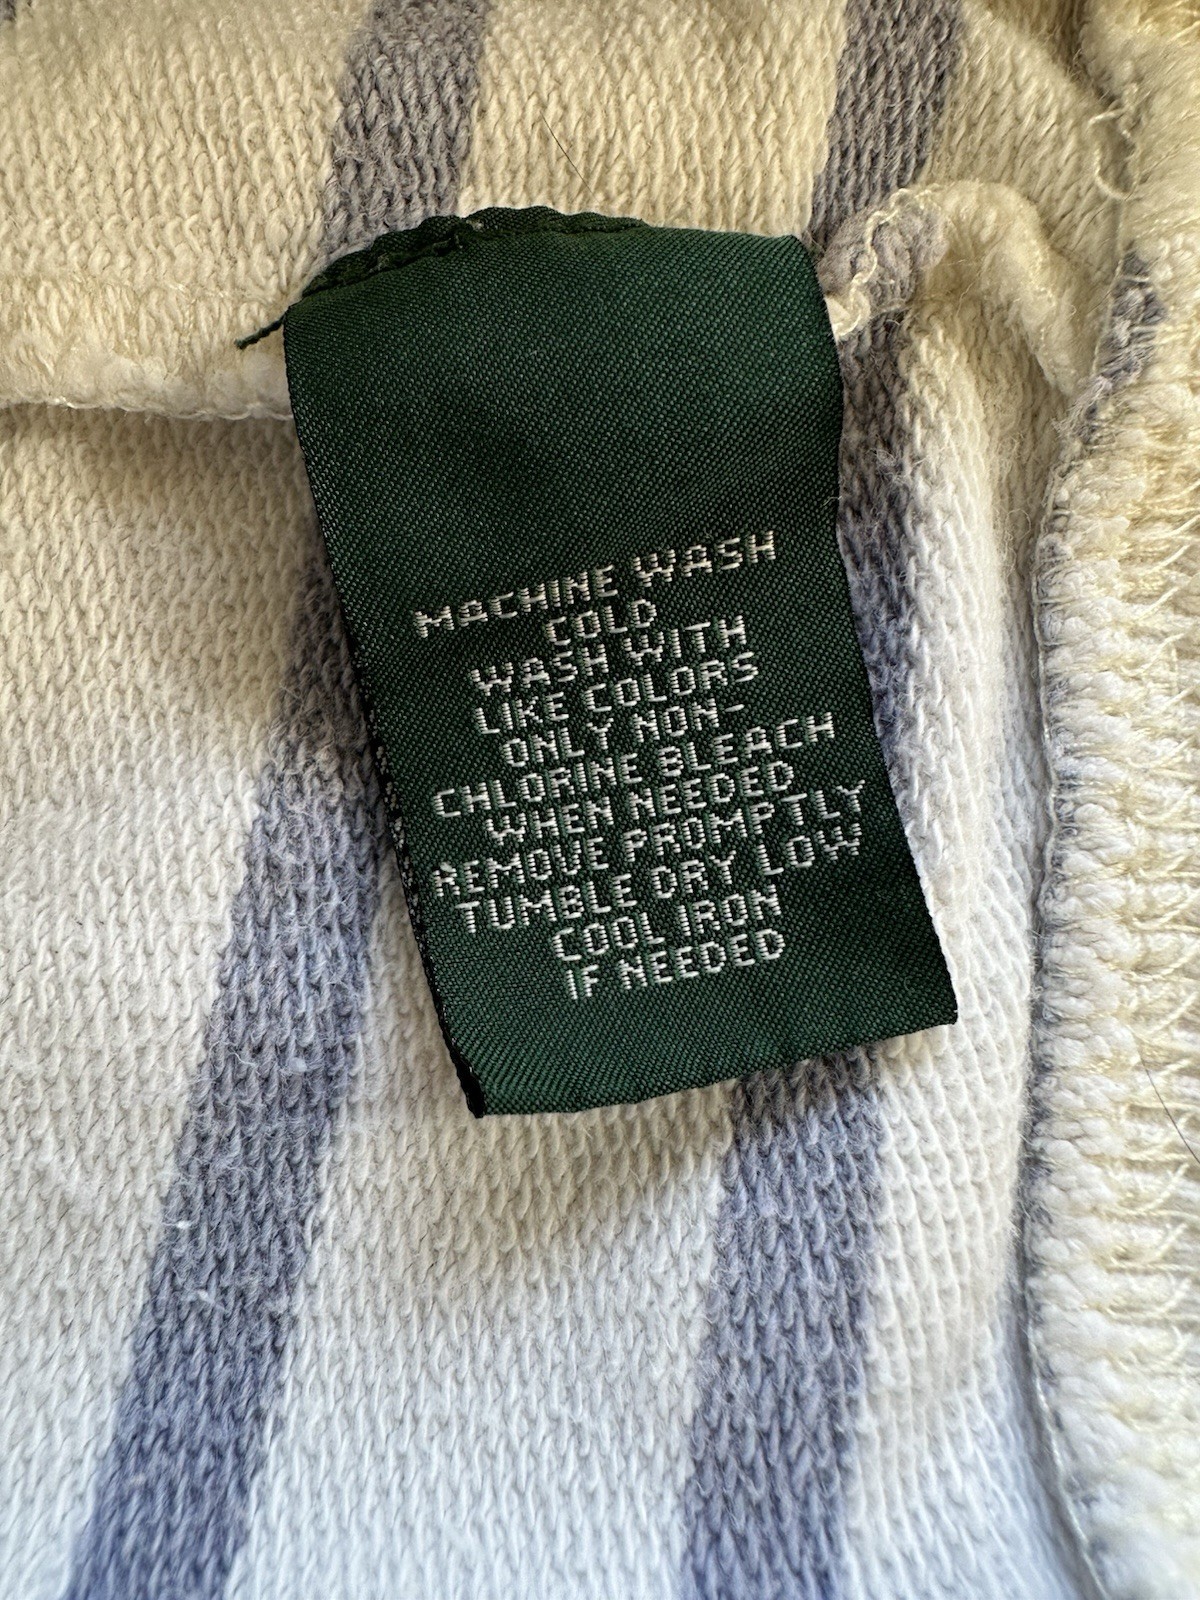 MACHINE WASH
COLD
WASH WITH
LIKE COLORS
ONLY NON-
CHLORINE BLEACH
WHEN NEEDED
REMOVE PROMPTLY
TUMBLE DRY LOW
COOL IRON
IF NEEDED